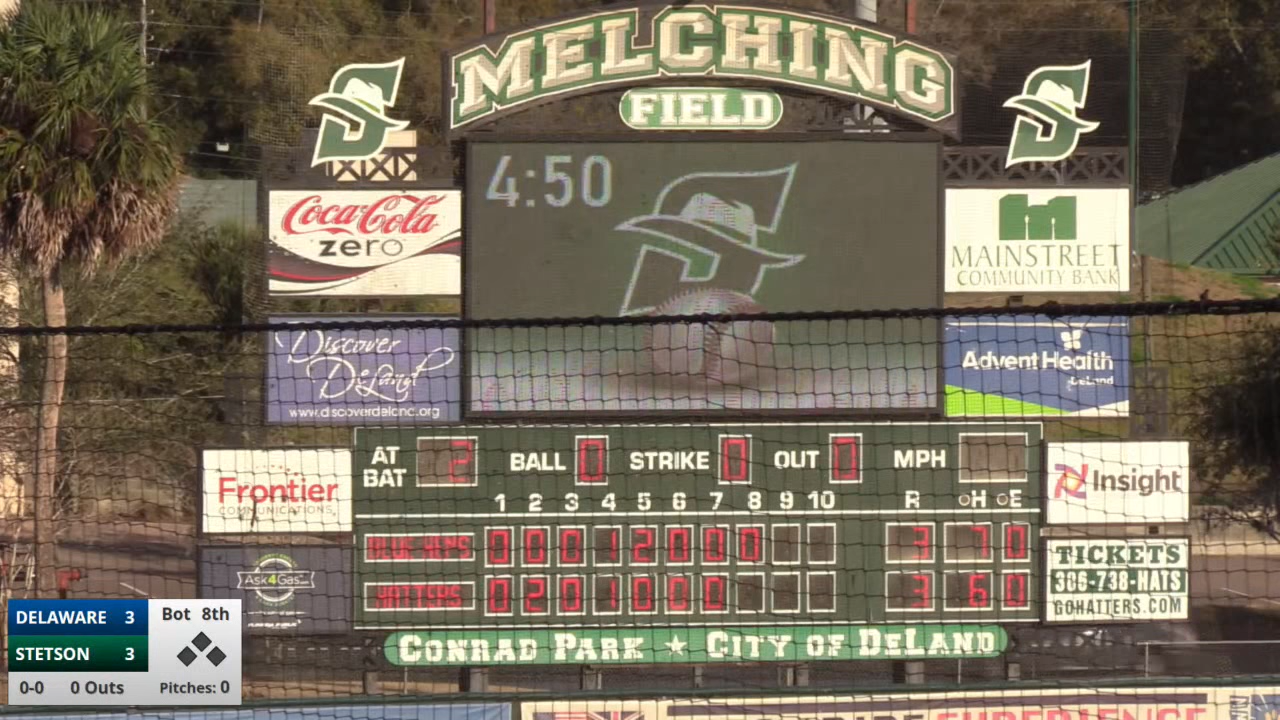 MELCHING
FIELD
4:50
Coca-Cola
zero
MAINSTREET
COMMUNITY BANK
Discover
DeLand
www.discoverdeland.org
Advent Health
DeLand
AT BAT 2 BALL 0 STRIKE 0 OUT 0 MPH
1 2 3 4 5 6 7 8 9 10 R H E
BLUE HENS 0 0 0 1 2 0 0 0 3 7 0
HATTERS 0 2 0 1 0 0 0 3 6 0
Frontier
COMMUNICATIONS
Insight
Ask4Gas
TICKETS
386-738-HATS
GOHATTERS.COM
CONRAD PARK ★ CITY OF DELAND
DELAWARE 3
STETSON 3
0-0 0 Outs
Bot 8th
Pitches: 0